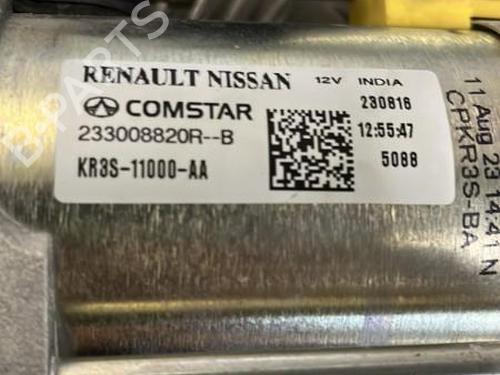 RENAULT NISSAN 12V INDIA
COMSTAR 230816
233008820R--B 12:55:47
KR3S-11000-AA 5088
11 Aug 23 14,41 N
CPKR3S-BA